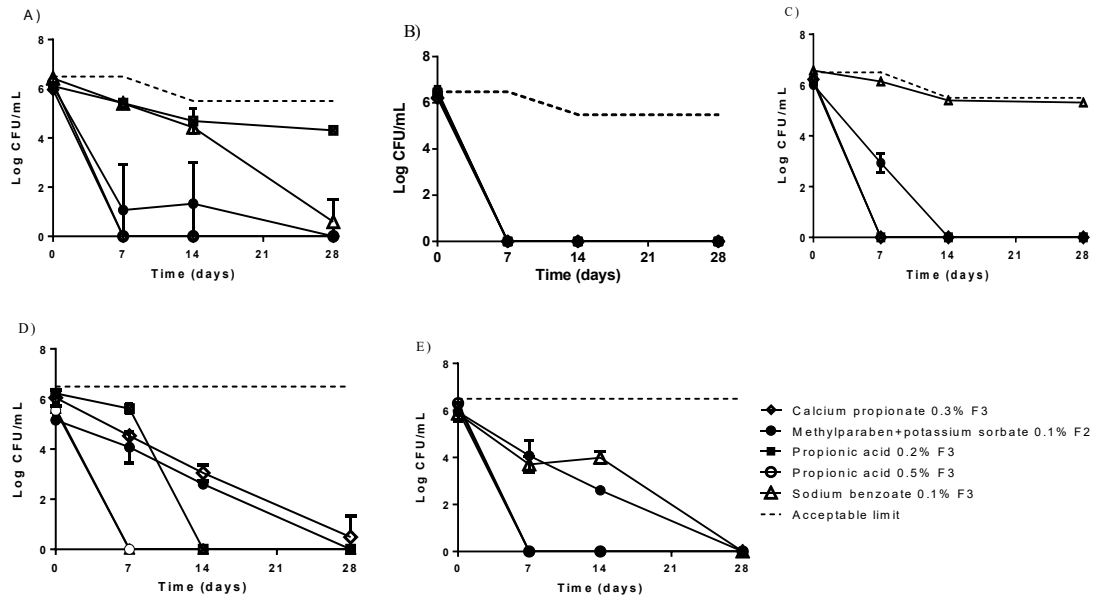 A)
8
6
4
2
0
Log CFU/mL
0 7 14 21 28
Time (days)
B)
8
6
4
2
0
Log CFU/mL
0 7 14 21 28
Time (days)
C)
8
6
4
2
0
Log CFU/mL
0 7 14 21 28
Time (days)
D)
8
6
4
2
0
Log CFU/mL
0 7 14 21 28
Time (days)
E)
8
6
4
2
0
Log CFU/mL
0 7 14 21 28
Time (days)
Calcium propionate 0.3% F3
Methylparaben+potassium sorbate 0.1% F2
Propionic acid 0.2% F3
Propionic acid 0.5% F3
Sodium benzoate 0.1% F3
Acceptable limit